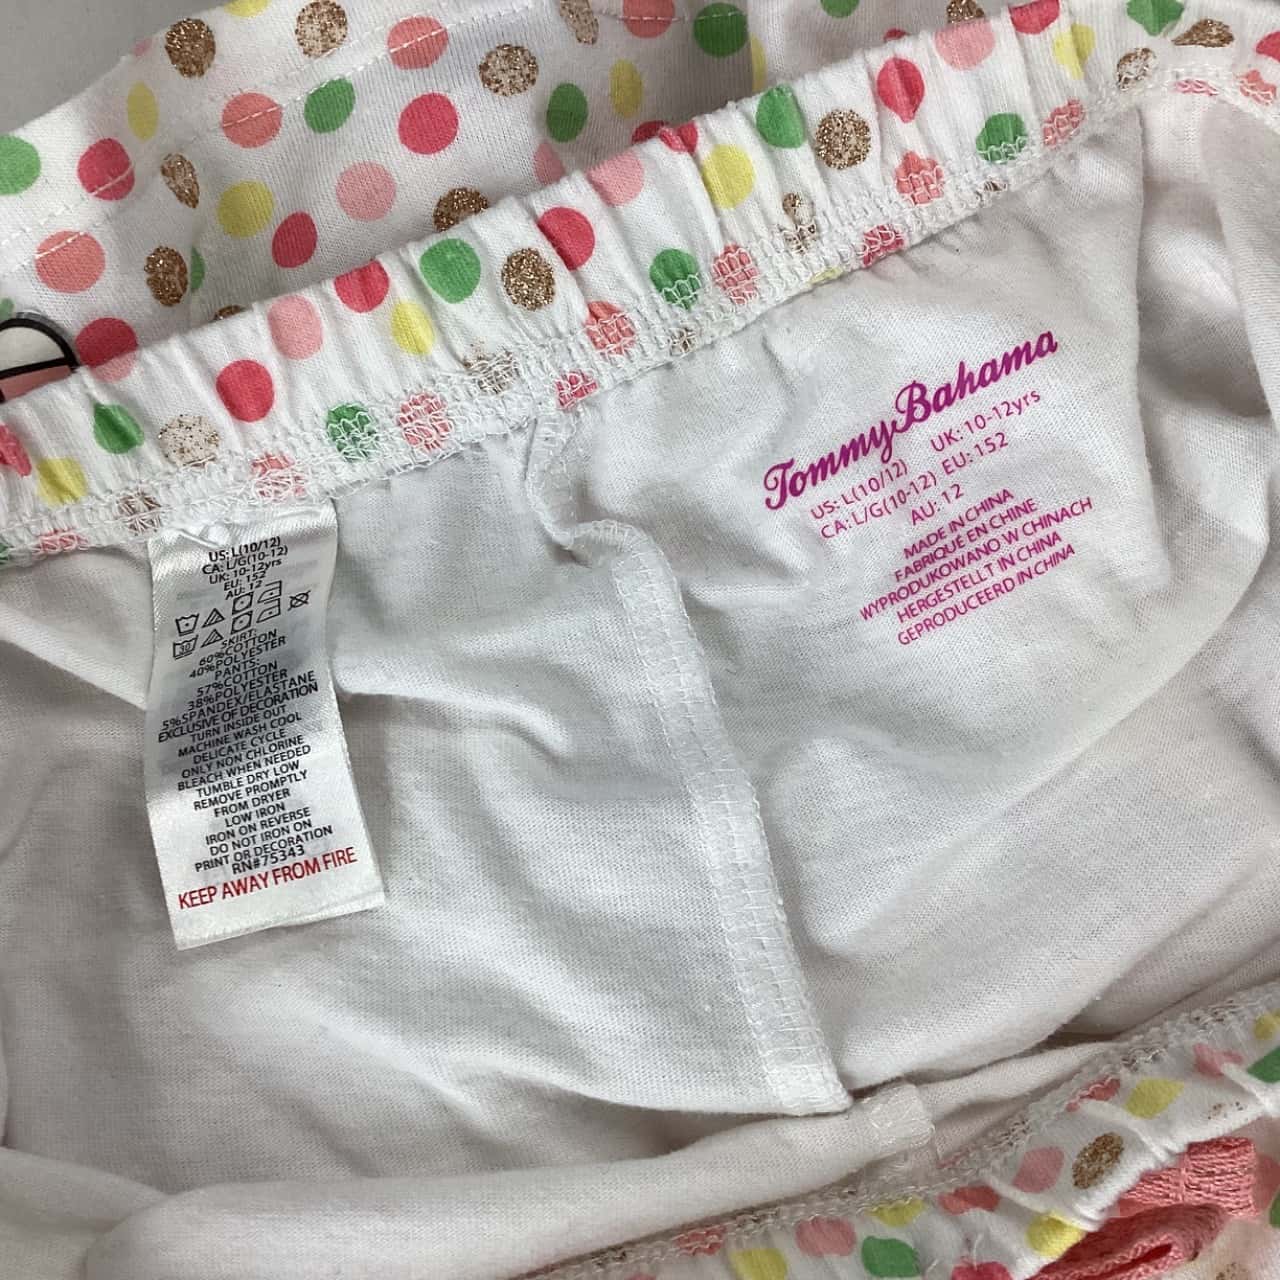 US: L(10/12)
CA: L/G(10-12)
UK: 10-12yrs
EU: 152
AU: 12
30
SKIRT:
60%COTTON
40%POLYESTER
PANTS:
57%COTTON
38%POLYESTER
5%SPANDEX/ELASTANE
EXCLUSIVE OF DECORATION
TURN INSIDE OUT
MACHINE WASH COOL
DELICATE CYCLE
ONLY NON CHLORINE
BLEACH WHEN NEEDED
TUMBLE DRY LOW
REMOVE PROMPTLY
FROM DRYER
LOW IRON
IRON ON REVERSE
DO NOT IRON ON
PRINT OR DECORATION
RN#75343
KEEP AWAY FROM FIRE
Tommy Bahama
US: L(10/12) UK: 10-12yrs
CA: L/G(10-12) EU: 152
AU: 12
MADE IN CHINA
FABRIQUÉ EN CHINE
WYPRODUKOWANO W CHINACH
HERGESTELLT IN CHINA
GEPRODUCEERD IN CHINA